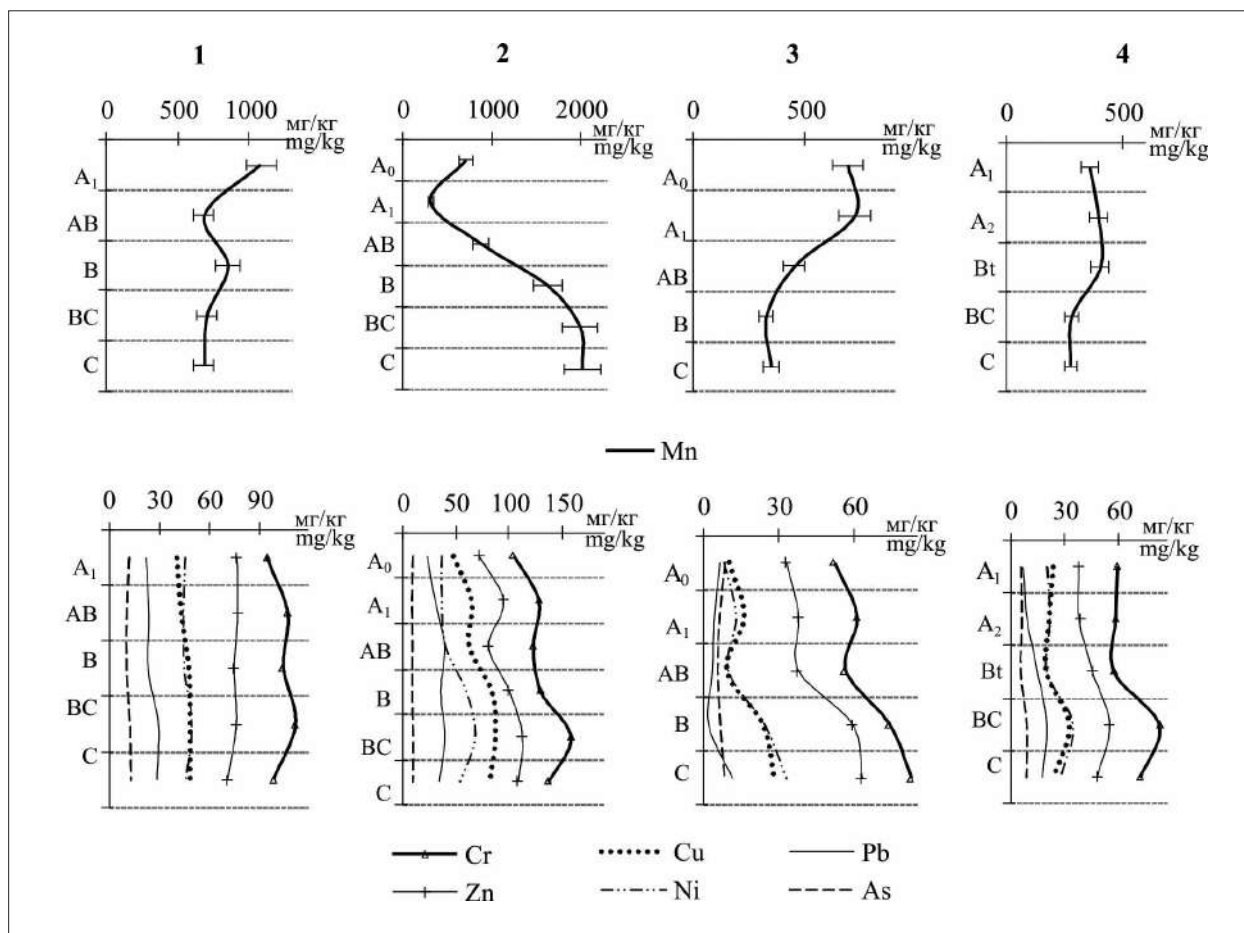 1 2 3 4
0 500 1000 0 1000 2000 0 500 0 500
мг/кг мг/кг мг/кг мг/кг
mg/kg mg/kg mg/kg mg/kg
A1 A0 A0 A1
AB A1 A1 A2
B AB AB Bt
BC B B BC
C BC C C
C
Mn
0 30 60 90 0 50 100 150 0 30 60 0 30 60
мг/кг мг/кг мг/кг мг/кг
mg/kg mg/kg mg/kg mg/kg
A1 A0 A0 A1
AB A1 A1 A2
B AB AB Bt
BC B B BC
C BC C C
C
Cr Cu Pb
Zn Ni As